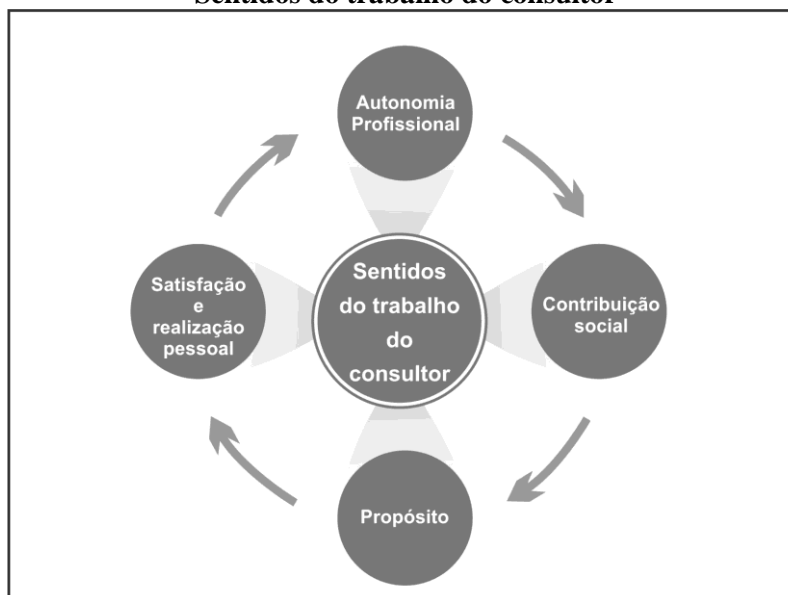 Sentidos do trabalho do consultor
Autonomia
Profissional
Satisfação
e
realização
pessoal
Sentidos
do trabalho
do
consultor
Contribuição
social
Propósito